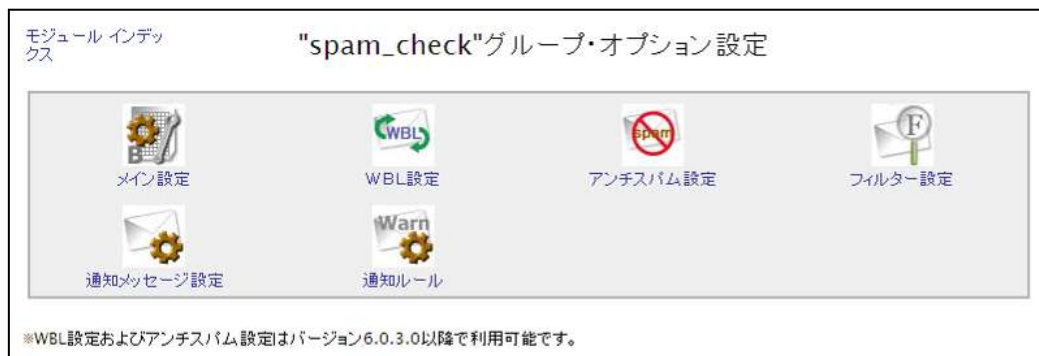 モジュール インデッ
クス
"spam_check"グループ・オプション設定
B
WBL
spam
F
メイン設定
WBL設定
アンチスパム設定
フィルター設定
Warn
通知メッセージ設定
通知ルール
※WBL設定およびアンチスパム設定はバージョン6.0.3.0以降で利用可能です。